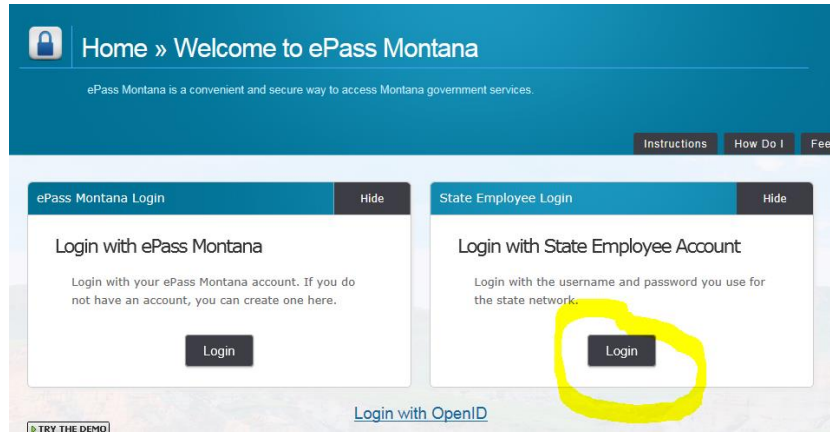 Home » Welcome to ePass Montana
ePass Montana is a convenient and secure way to access Montana government services.
Instructions How Do I Fee
ePass Montana Login Hide
Login with ePass Montana
Login with your ePass Montana account. If you do
not have an account, you can create one here.
Login
State Employee Login Hide
Login with State Employee Account
Login with the username and password you use for
the state network.
Login
Login with OpenID
TRY THE DEMO